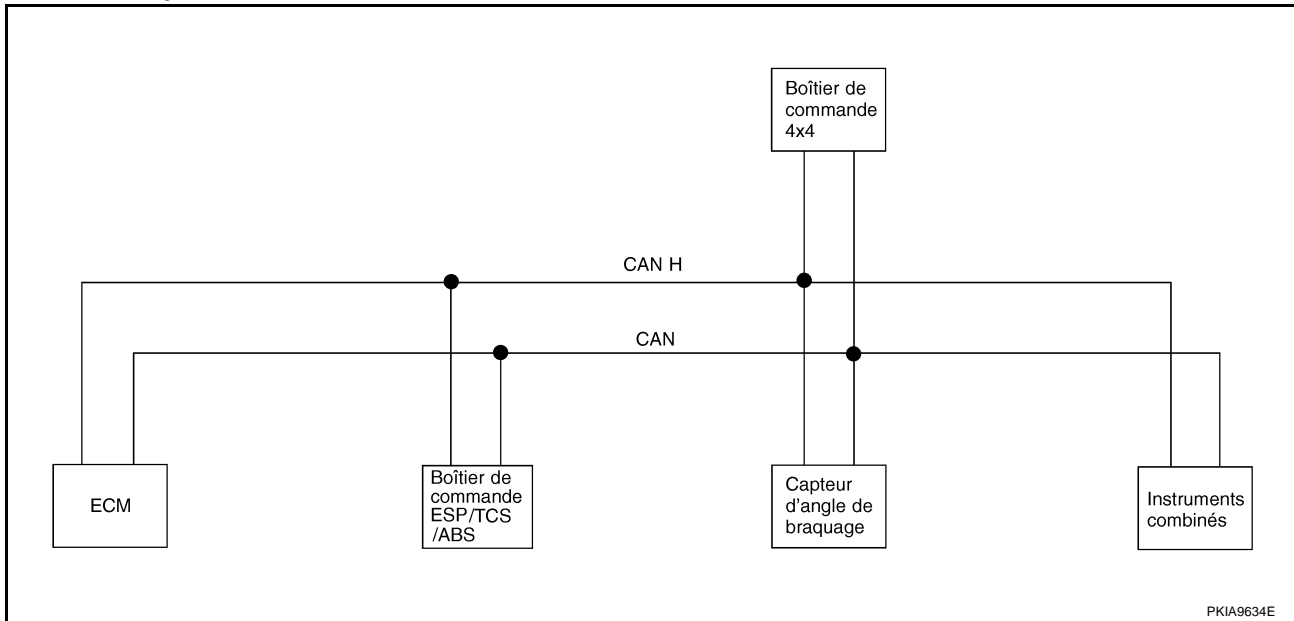 Boîtier de
commande
4x4
CAN H
CAN
ECM
Boîtier de
commande
ESP/TCS
/ABS
Capteur
d'angle de
braquage
Instruments
combinés
PKIA9634E